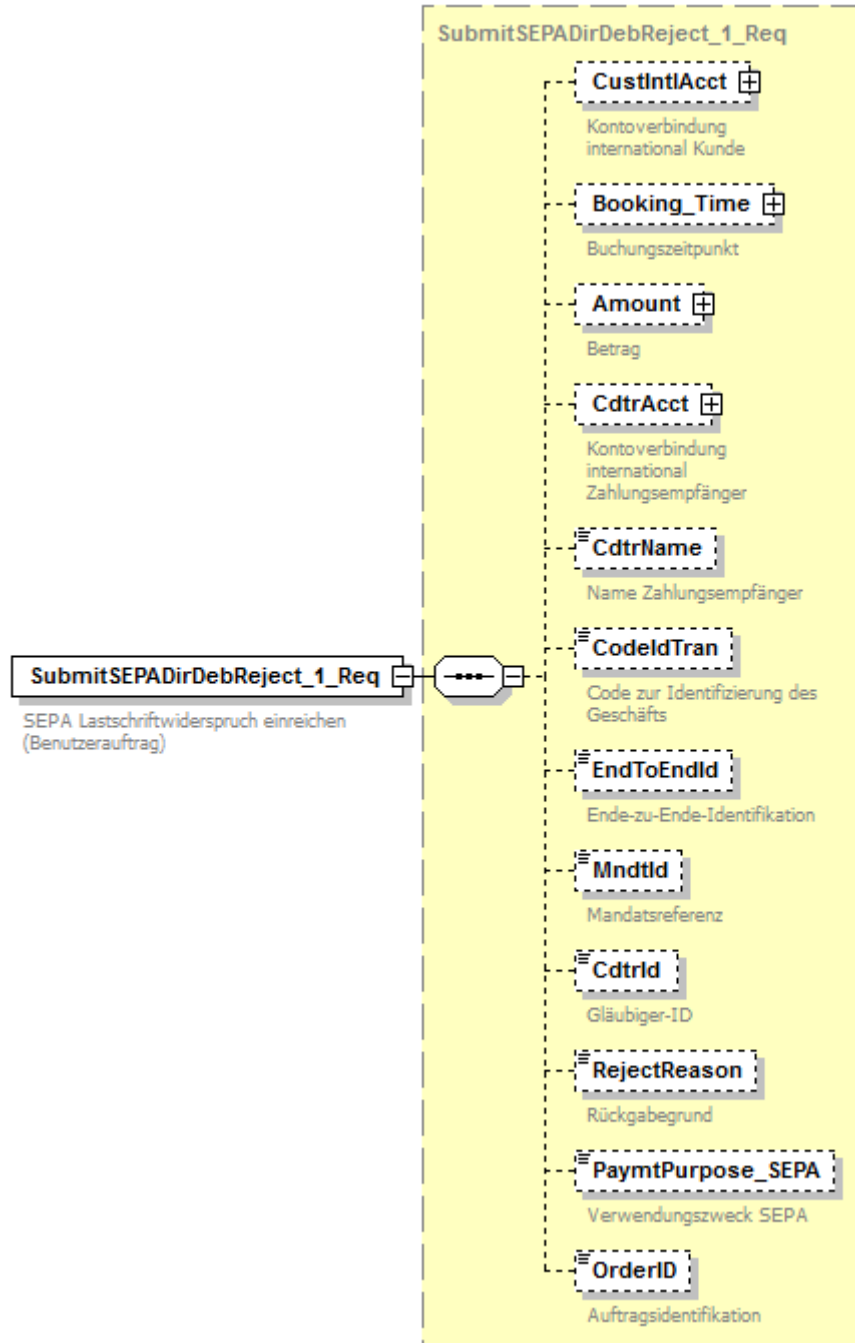 SubmitSEPADirDebReject_1_Req
CustIntlAcct
Kontoverbindung
international Kunde
Booking_Time
Buchungszeitpunkt
Amount
Betrag
CdtrAcct
Kontoverbindung
international
Zahlungsempfänger
CdtrName
Name Zahlungsempfänger
SubmitSEPADirDebReject_1_Req
SEPA Lastschriftwiderspruch einreichen
(Benutzerauftrag)
CodeIdTran
Code zur Identifizierung des
Geschäfts
EndToEndId
Ende-zu-Ende-Identifikation
MndtId
Mandatsreferenz
CdtrId
Gläubiger-ID
RejectReason
Rückgabegrund
PaymtPurpose_SEPA
Verwendungszweck SEPA
OrderID
Auftragsidentifikation